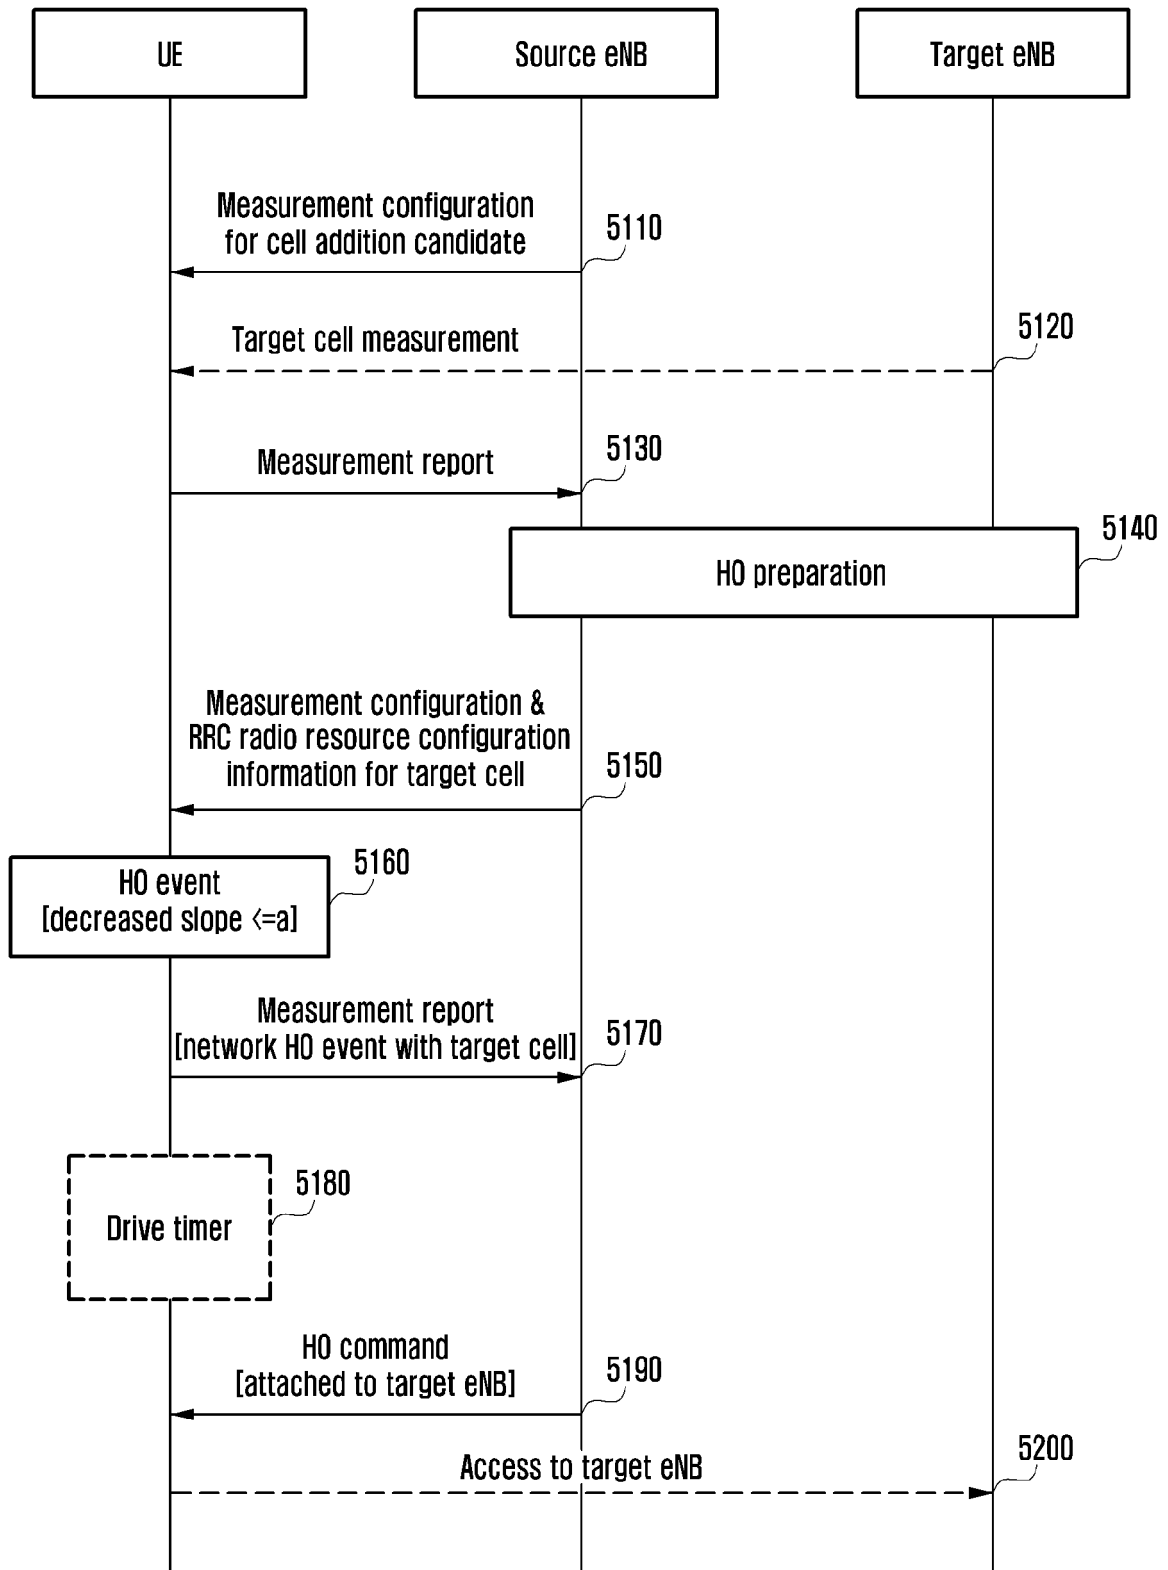 UE
Source eNB
Target eNB
Measurement configuration
for cell addition candidate
5110
Target cell measurement
5120
Measurement report
5130
HO preparation
5140
Measurement configuration &
RRC radio resource configuration
information for target cell
5150
HO event
[decreased slope <=a]
5160
Measurement report
[network HO event with target cell]
5170
Drive timer
5180
HO command
[attached to target eNB]
5190
Access to target eNB
5200